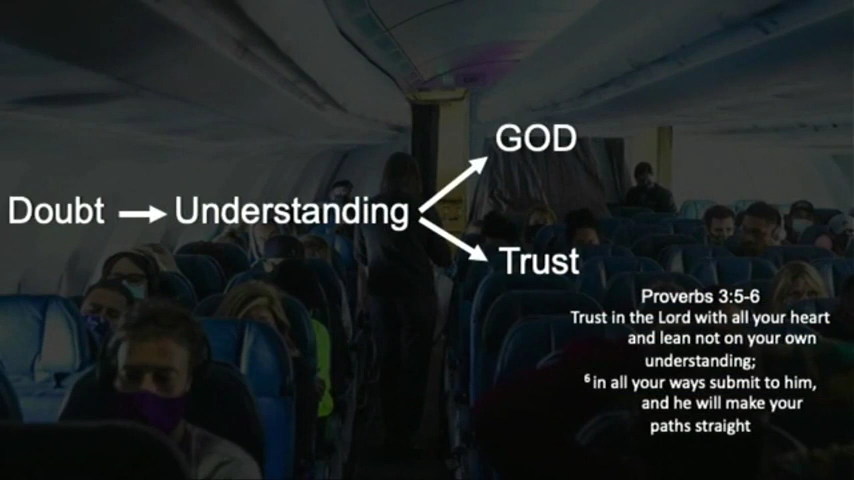 GOD
Doubt → Understanding
Trust
Proverbs 3:5-6
Trust in the Lord with all your heart
and lean not on your own
understanding;
⁶ in all your ways submit to him,
and he will make your
paths straight